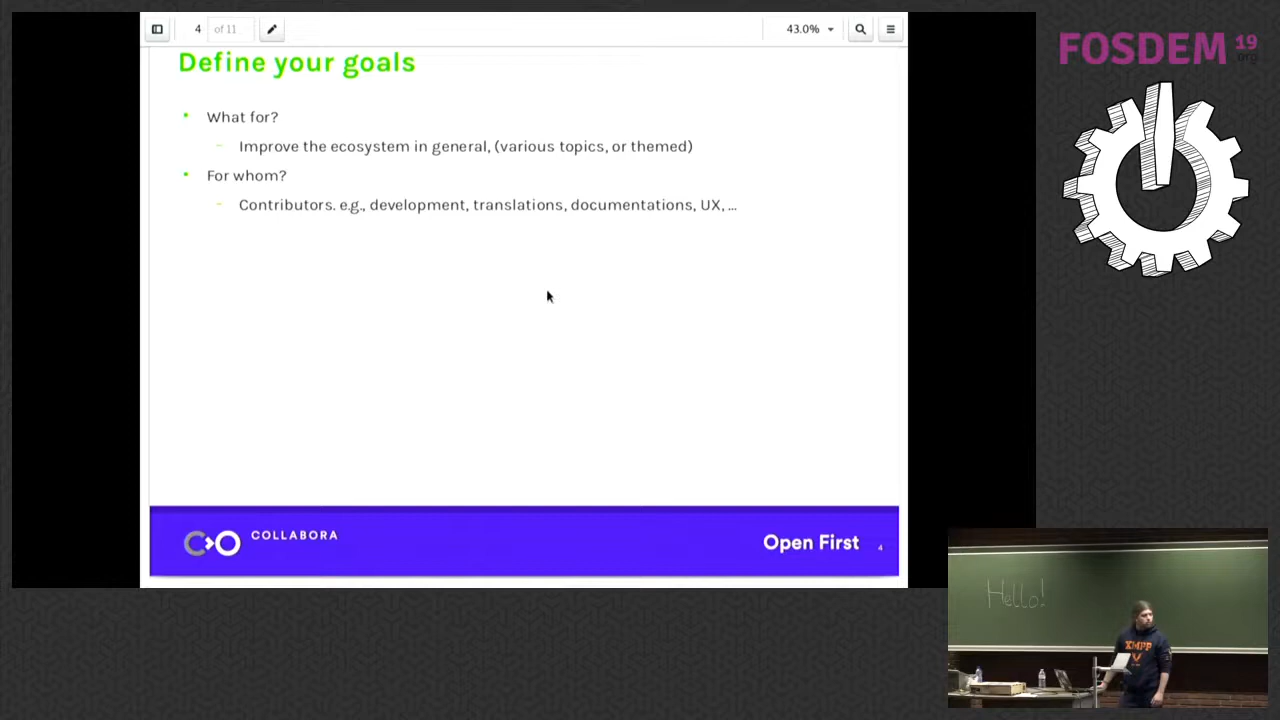 4 of 11
43.0%
FOSDEM 19
.org
Define your goals
What for?
Improve the ecosystem in general, (various topics, or themed)
For whom?
Contributors. e.g., development, translations, documentations, UX, ...
COLLABORA
Open First
4
Hello!
XMPP